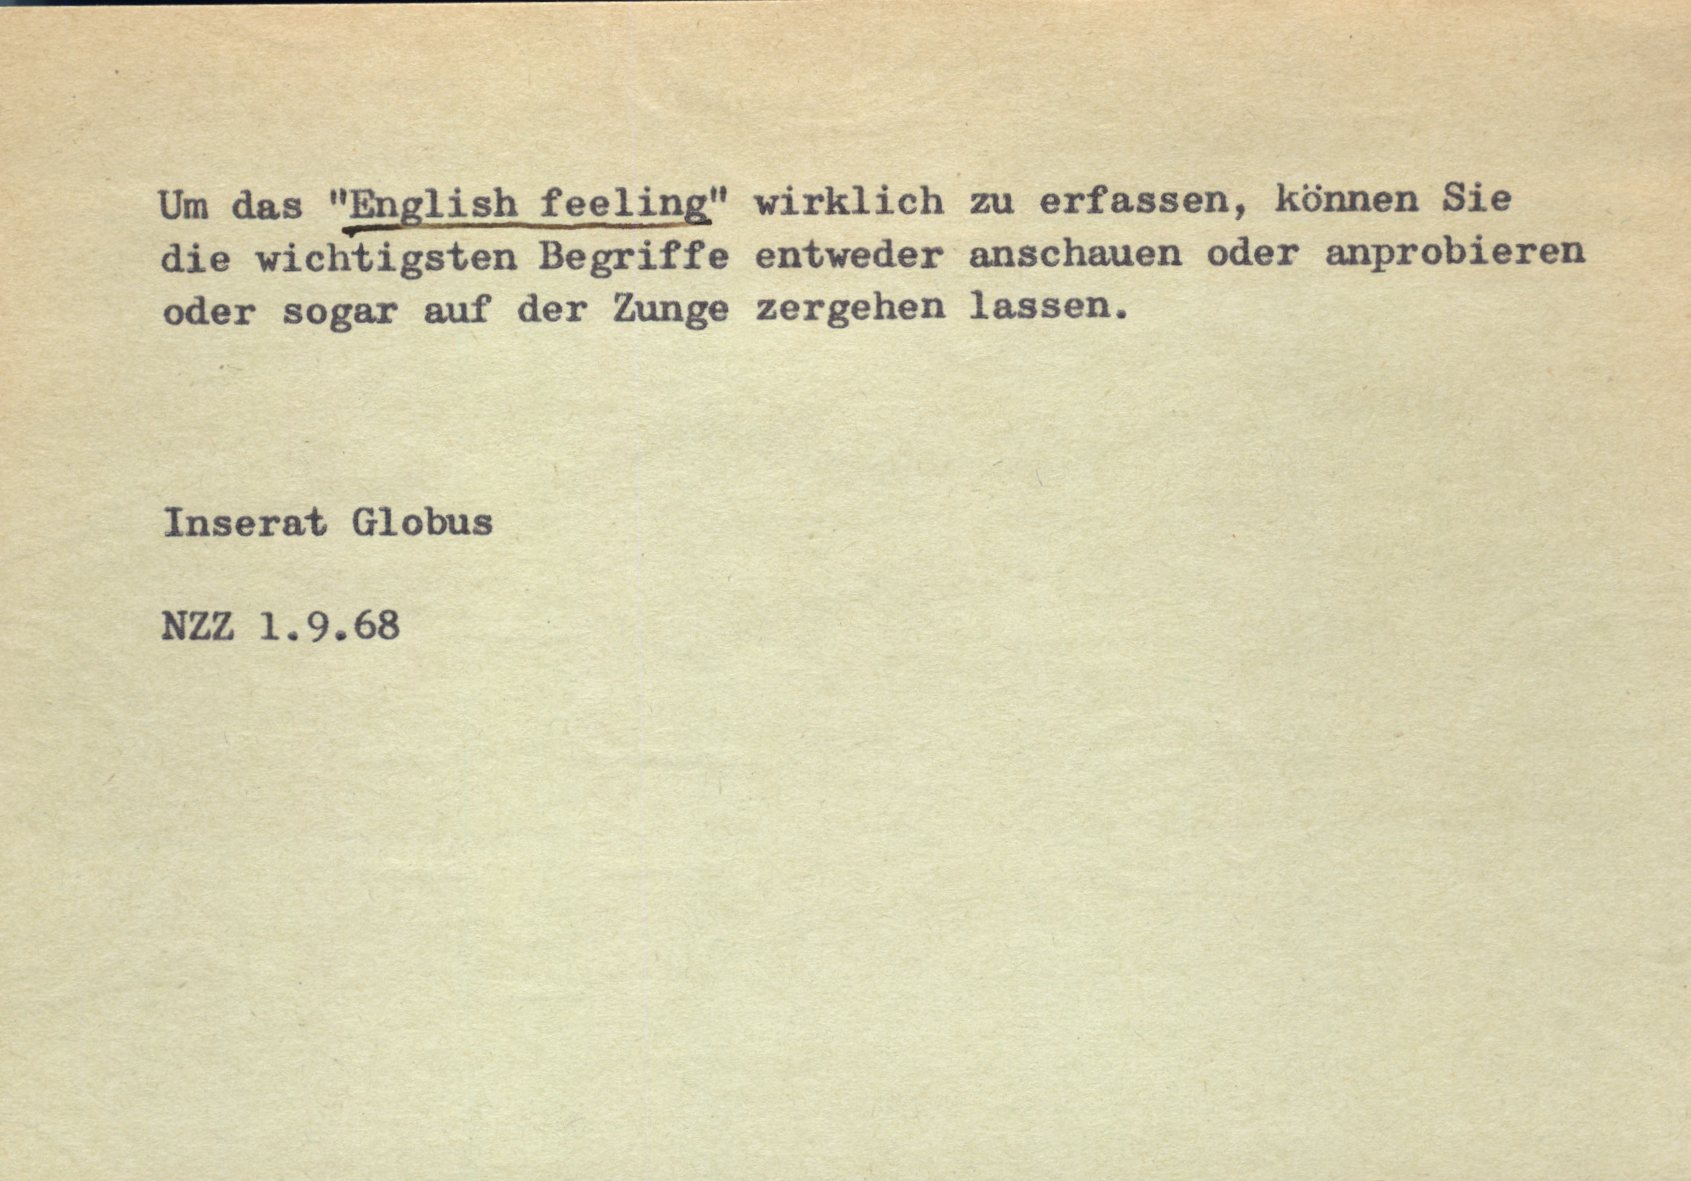 Um das "English feeling" wirklich zu erfassen, können Sie
die wichtigsten Begriffe entweder anschauen oder anprobieren
oder sogar auf der Zunge zergehen lassen.
Inserat Globus
NZZ 1.9.68